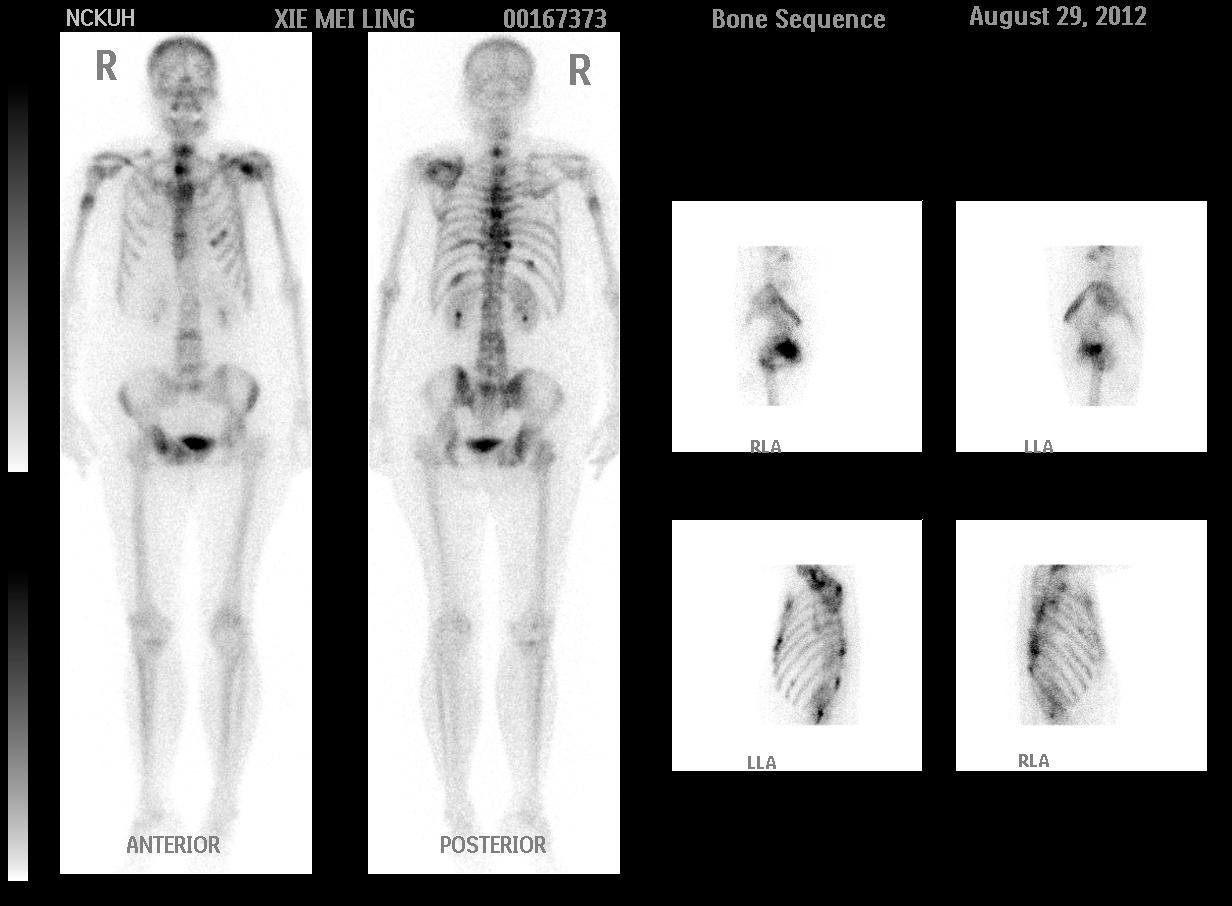 NCKUH XIE MEI LING 00167373 Bone Sequence August 29, 2012
R R
RLA LLA
LLA RLA
ANTERIOR POSTERIOR